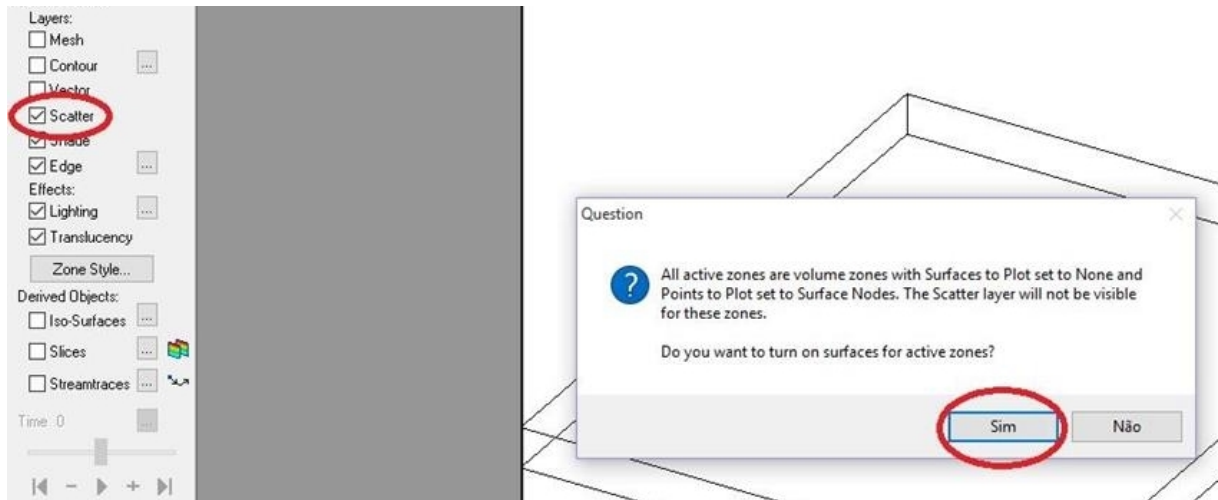 Layers:
Mesh
Contour
...
Vector
Scatter
Shade
Edge
...
Effects:
Lighting
...
Translucency
Zone Style...
Derived Objects:
Iso-Surfaces
...
Slices
...
Streamtraces
...
Time 0
...
Question
All active zones are volume zones with Surfaces to Plot set to None and
Points to Plot set to Surface Nodes. The Scatter layer will not be visible
for these zones.
Do you want to turn on surfaces for active zones?
Sim
Não